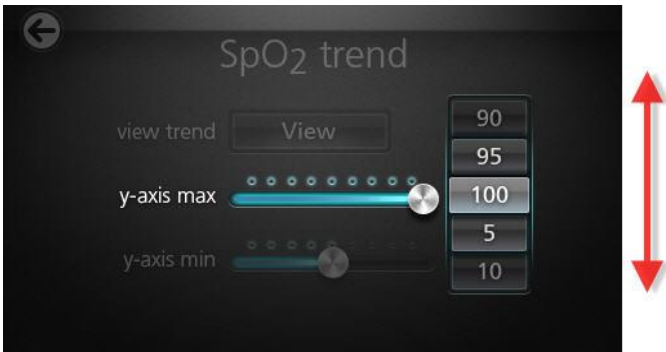 SpO2 trend
view trend View
90
95
y-axis max 100
5
y-axis min 10